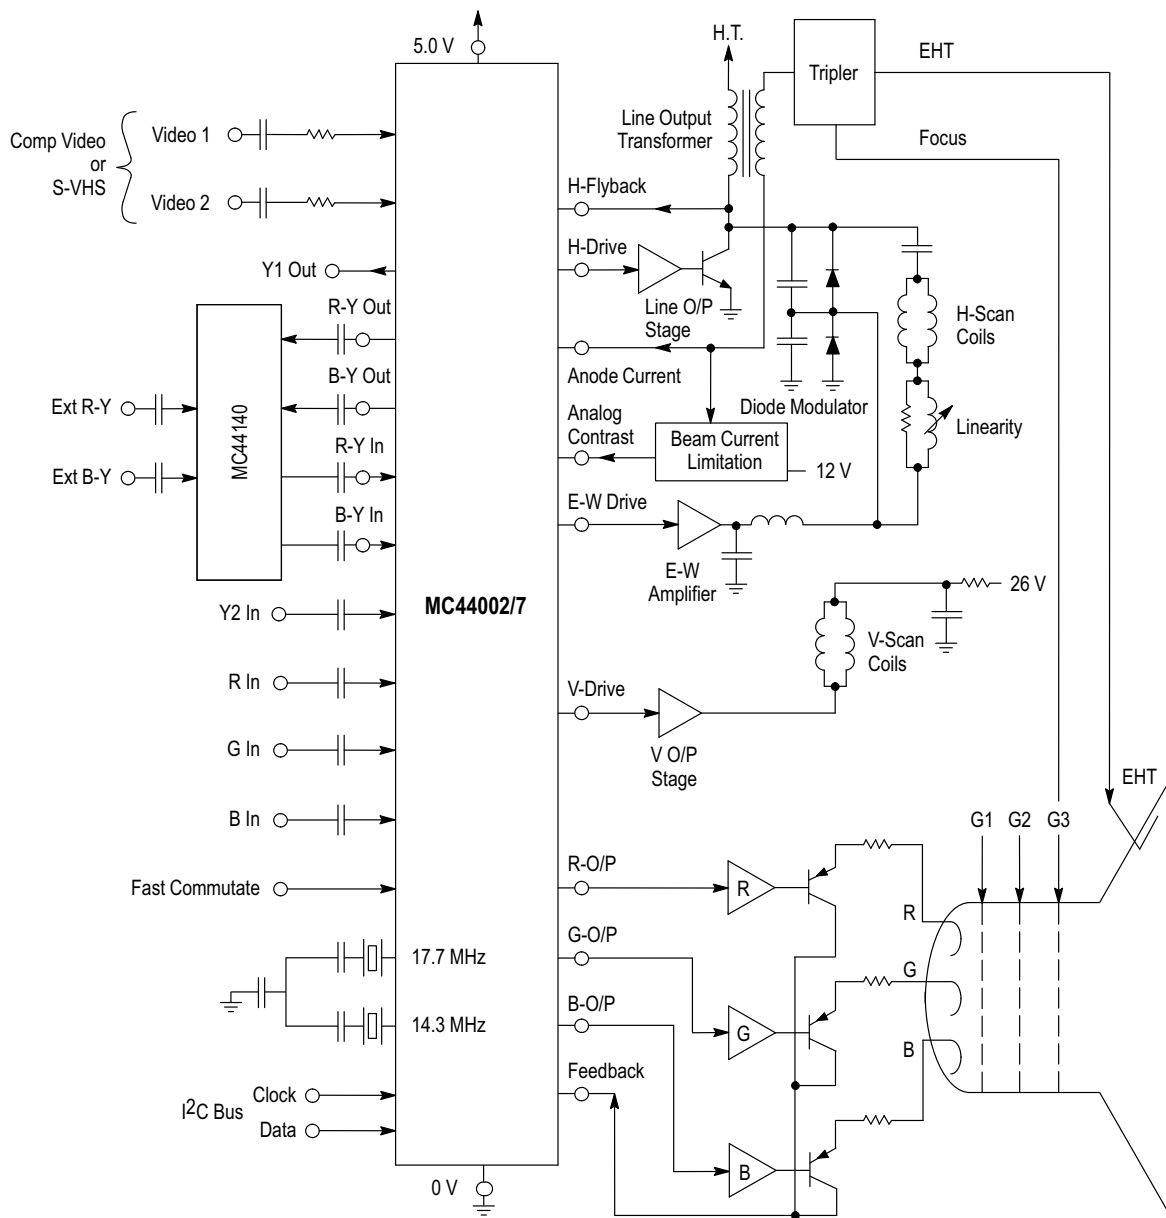 5.0 V
H.T.
Tripler
EHT
Comp Video
or
S-VHS
Video 1
Video 2
Line Output
Transformer
Focus
H-Flyback
H-Drive
Y1 Out
R-Y Out
Line O/P
Stage
H-Scan
Coils
B-Y Out
Anode Current
Diode Modulator
Ext R-Y
MC44140
Analog
Contrast
Beam Current
Limitation
12 V
Linearity
R-Y In
Ext B-Y
B-Y In
E-W Drive
E-W
Amplifier
MC44002/7
26 V
Y2 In
V-Scan
Coils
R In
V-Drive
V O/P
Stage
G In
B In
EHT
G1
G2
G3
Fast Commutate
R-O/P
R
R
17.7 MHz
G-O/P
G
14.3 MHz
B-O/P
G
B
Feedback
Clock
I2C Bus
Data
B
0 V